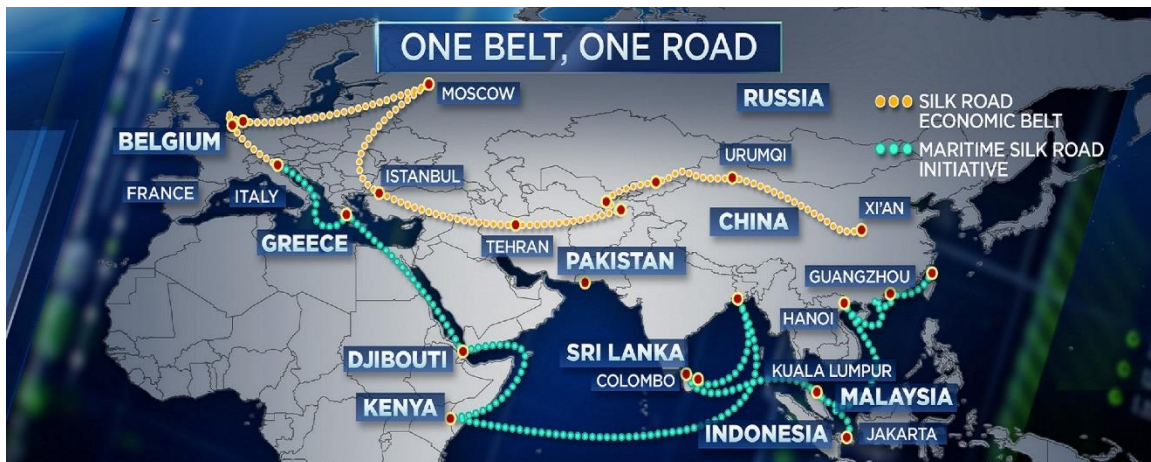 ONE BELT, ONE ROAD
MOSCOW
RUSSIA
SILK ROAD
ECONOMIC BELT
MARITIME SILK ROAD
INITIATIVE
BELGIUM
URUMQI
FRANCE
ITALY
ISTANBUL
XI'AN
CHINA
GREECE
TEHRAN
PAKISTAN
GUANGZHOU
HANOI
DJIBOUTI
SRI LANKA
COLOMBO
KUALA LUMPUR
MALAYSIA
KENYA
INDONESIA
JAKARTA